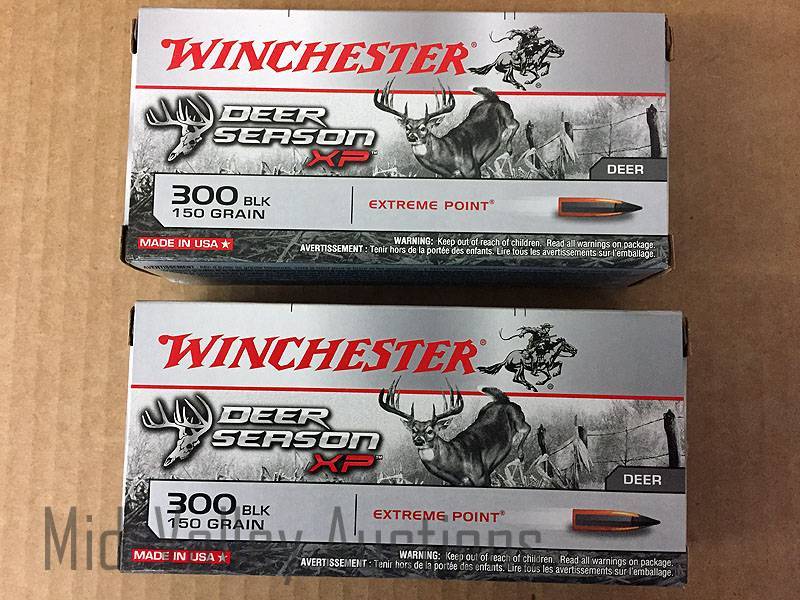 WINCHESTER®
DEER
SEASON
XP™
DEER
300 BLK
150 GRAIN
EXTREME POINT®
MADE IN USA
WARNING: Keep out of reach of children. Read all warnings on package.
AVERTISSEMENT : Tenir hors de la portée des enfants. Lire tous les avertissements sur l'emballage.
WINCHESTER®
DEER
SEASON
XP™
DEER
300 BLK
150 GRAIN
EXTREME POINT®
Mid Valley Auctions
MADE IN USA
WARNING: Keep out of reach of children. Read all warnings on package.
AVERTISSEMENT : Tenir hors de la portée des enfants. Lire tous les avertissements sur l'emballage.